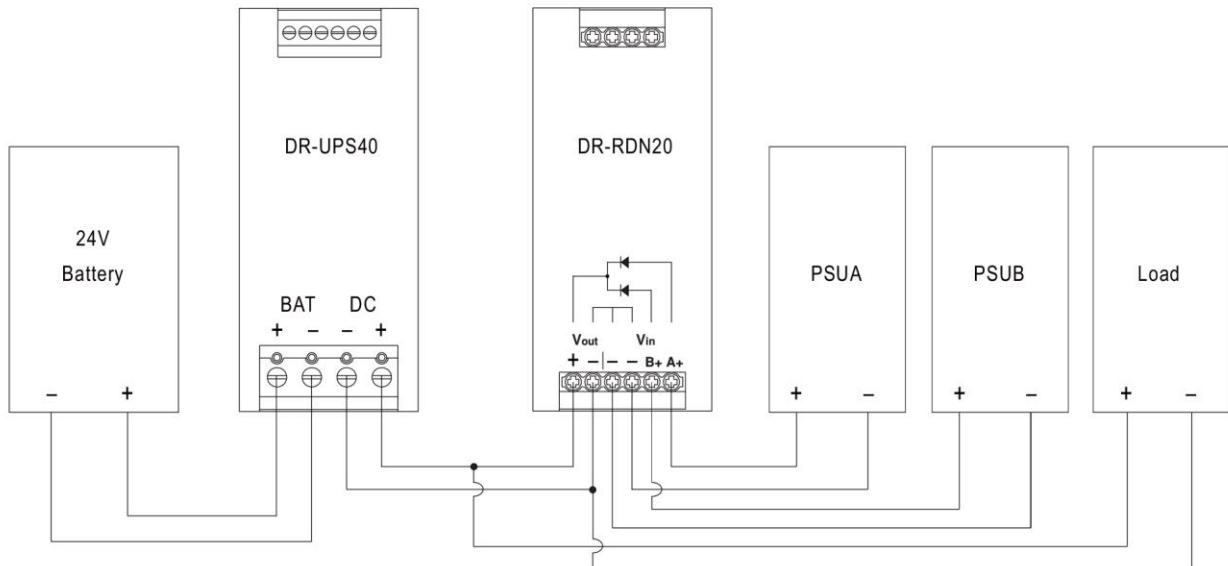 DR-UPS40
DR-RDN20
24V
Battery
PSUA
PSUB
Load
BAT DC
+ − − +
Vout Vin
+ − − − B+ A+
− +
+ −
+ −
+ −